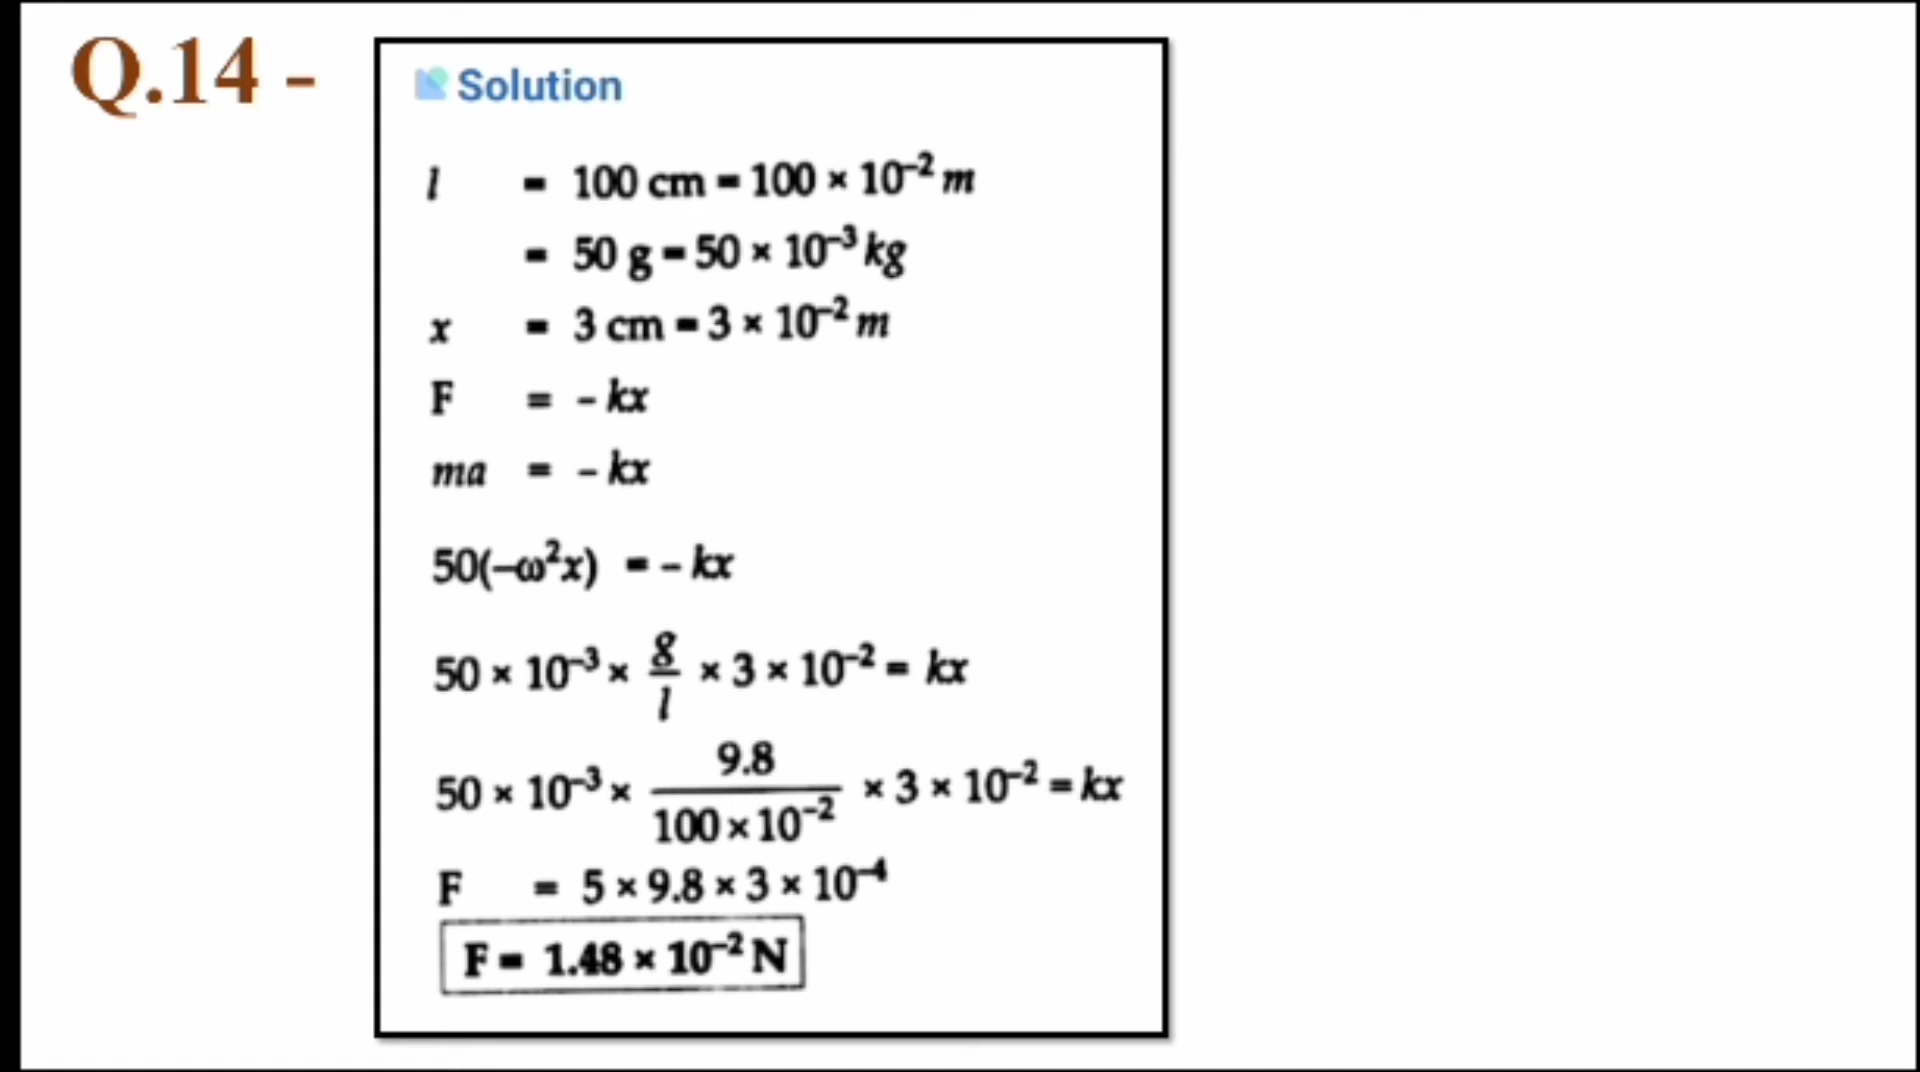 Q.14 -
Solution
l = 100 cm = 100 × 10⁻² m
= 50 g = 50 × 10⁻³ kg
x = 3 cm = 3 × 10⁻² m
F = - kx
ma = - kx
50(-ω²x) = - kx
50 × 10⁻³ × g/l × 3 × 10⁻² = kx
50 × 10⁻³ × 9.8/(100 × 10⁻²) × 3 × 10⁻² = kx
F = 5 × 9.8 × 3 × 10⁻⁴
F = 1.48 × 10⁻² N